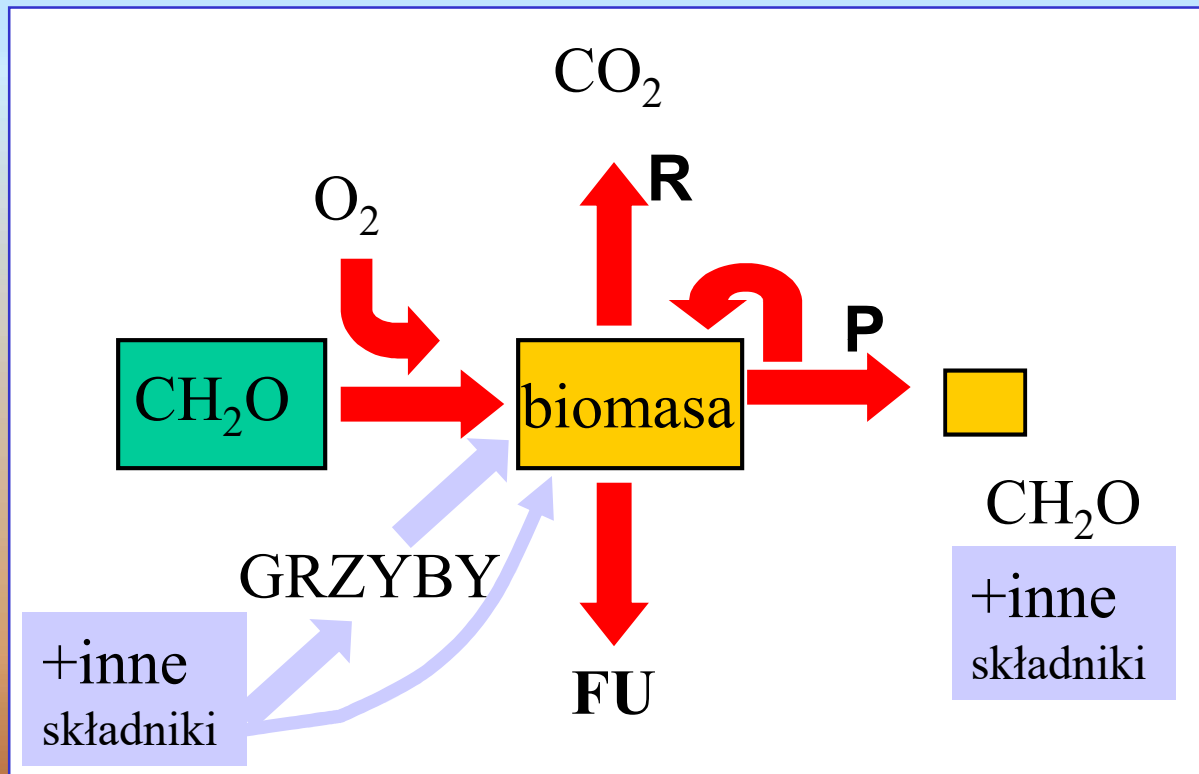 CO₂
R
O₂
P
CH₂O
biomasa
CH₂O
GRZYBY
+inne
składniki
+inne
składniki
FU